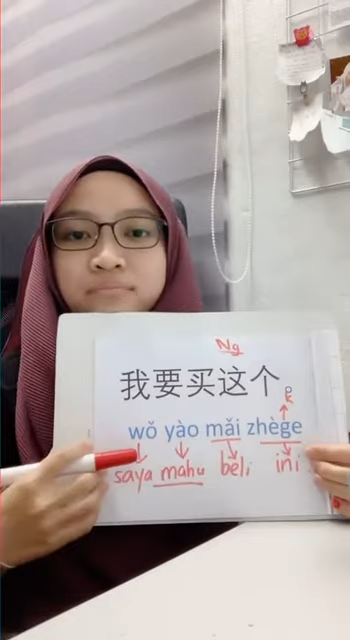 Ng
我要买这个。
k
wǒ yào mǎi zhège
saya mahu beli ini